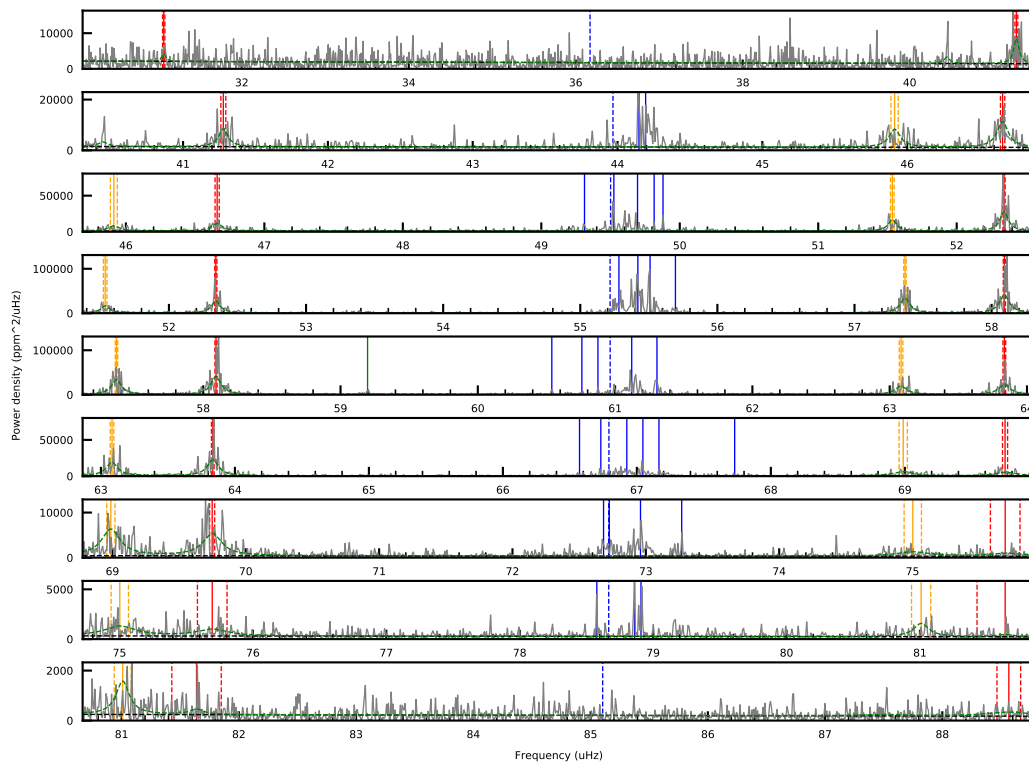 10000
0
32 34 36 38 40
20000
0
41 42 43 44 45 46
50000
0
46 47 48 49 50 51 52
100000
0
52 53 54 55 56 57 58
Power density (ppm^2/uHz)
100000
0
58 59 60 61 62 63 64
50000
0
63 64 65 66 67 68 69
10000
0
69 70 71 72 73 74 75
5000
0
75 76 77 78 79 80 81
2000
0
81 82 83 84 85 86 87 88
Frequency (uHz)